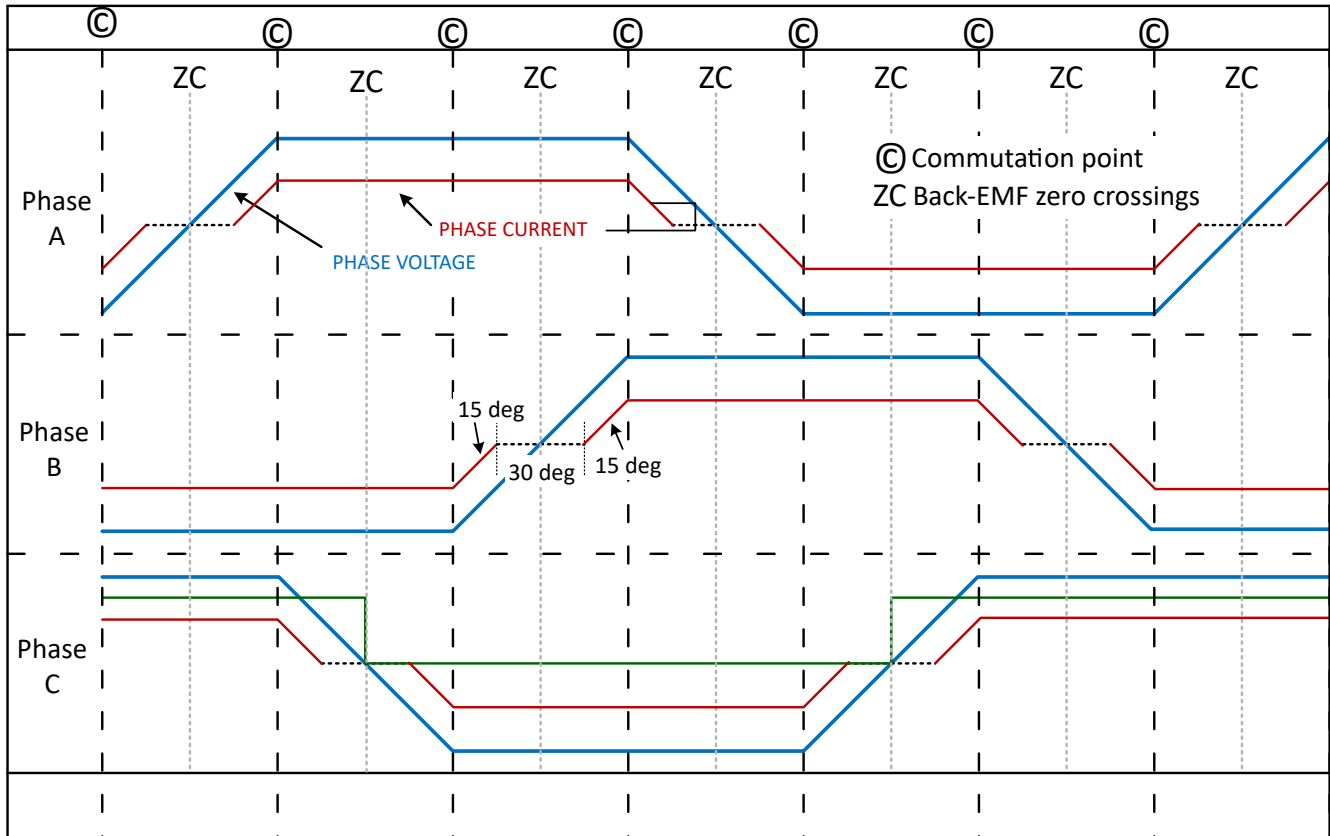 © © © © © © ©
ZC ZC ZC ZC ZC ZC ZC
© Commutation point
ZC Back-EMF zero crossings
Phase
A
PHASE CURRENT
PHASE VOLTAGE
15 deg
Phase
B
30 deg
15 deg
Phase
C